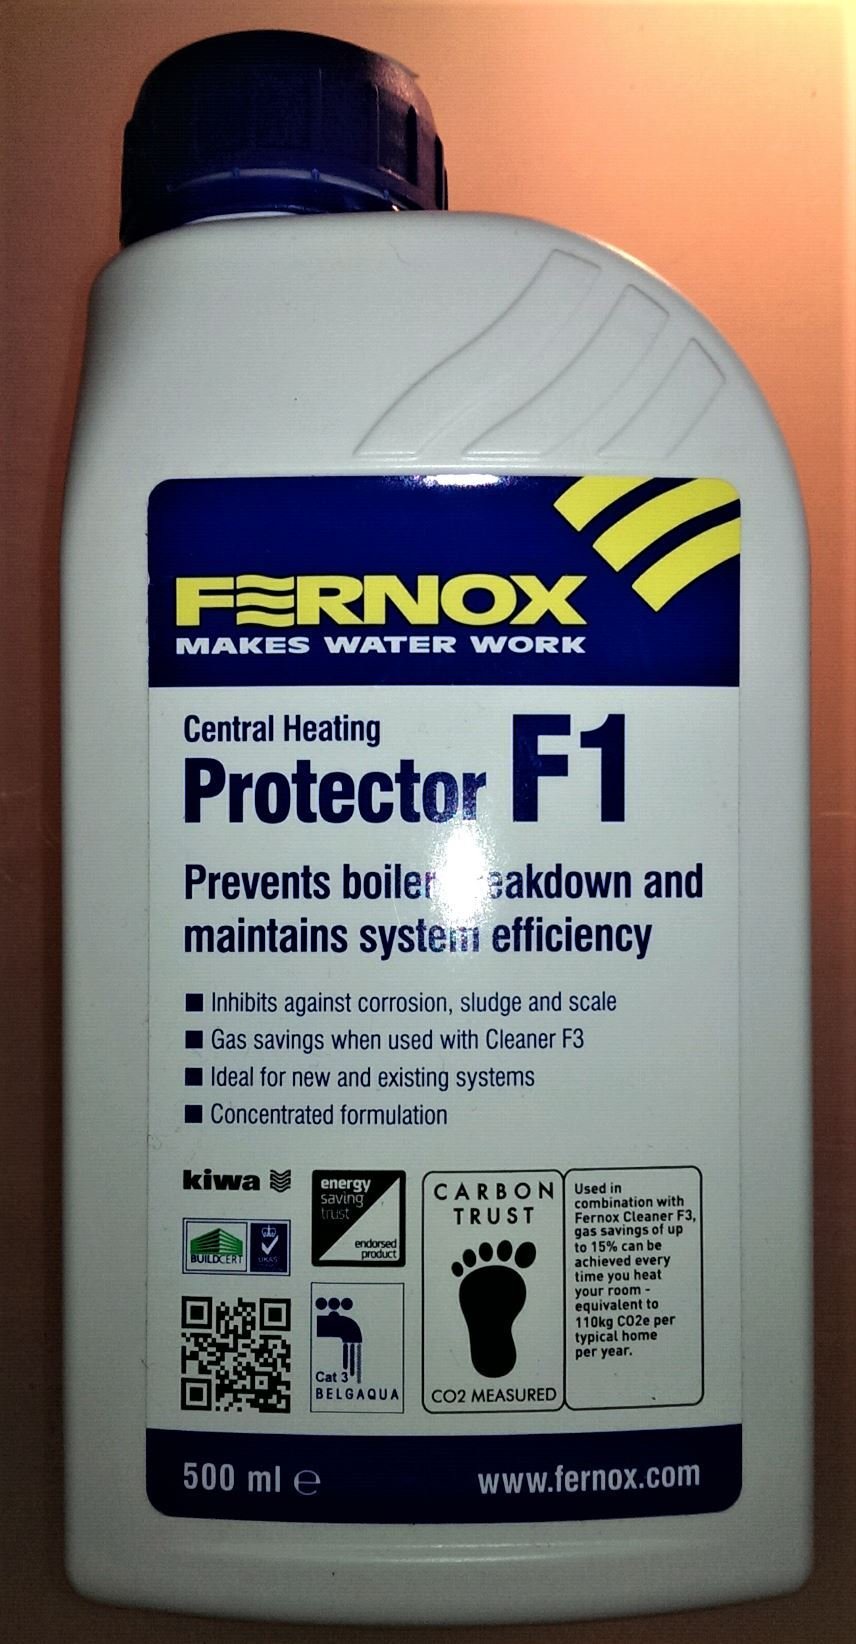 FERNOX
MAKES WATER WORK
Central Heating
Protector F1
Prevents boiler breakdown and
maintains system efficiency
Inhibits against corrosion, sludge and scale
Gas savings when used with Cleaner F3
Ideal for new and existing systems
Concentrated formulation
kiwa
BUILDCERT
UKAS
energy
saving
trust
endorsed
product
Cat 3
BELGAQUA
CARBON
TRUST
CO2 MEASURED
Used in
combination with
Fernox Cleaner F3,
gas savings of up
to 15% can be
achieved every
time you heat
your room -
equivalent to
110kg CO2e per
typical home
per year.
500 ml ℮
www.fernox.com